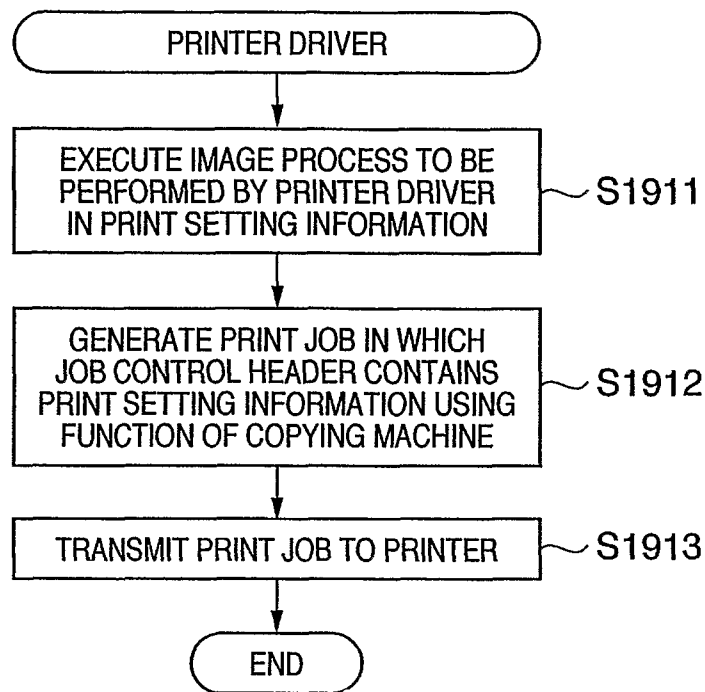 PRINTER DRIVER
EXECUTE IMAGE PROCESS TO BE
PERFORMED BY PRINTER DRIVER
IN PRINT SETTING INFORMATION
S1911
GENERATE PRINT JOB IN WHICH
JOB CONTROL HEADER CONTAINS
PRINT SETTING INFORMATION USING
FUNCTION OF COPYING MACHINE
S1912
TRANSMIT PRINT JOB TO PRINTER
S1913
END